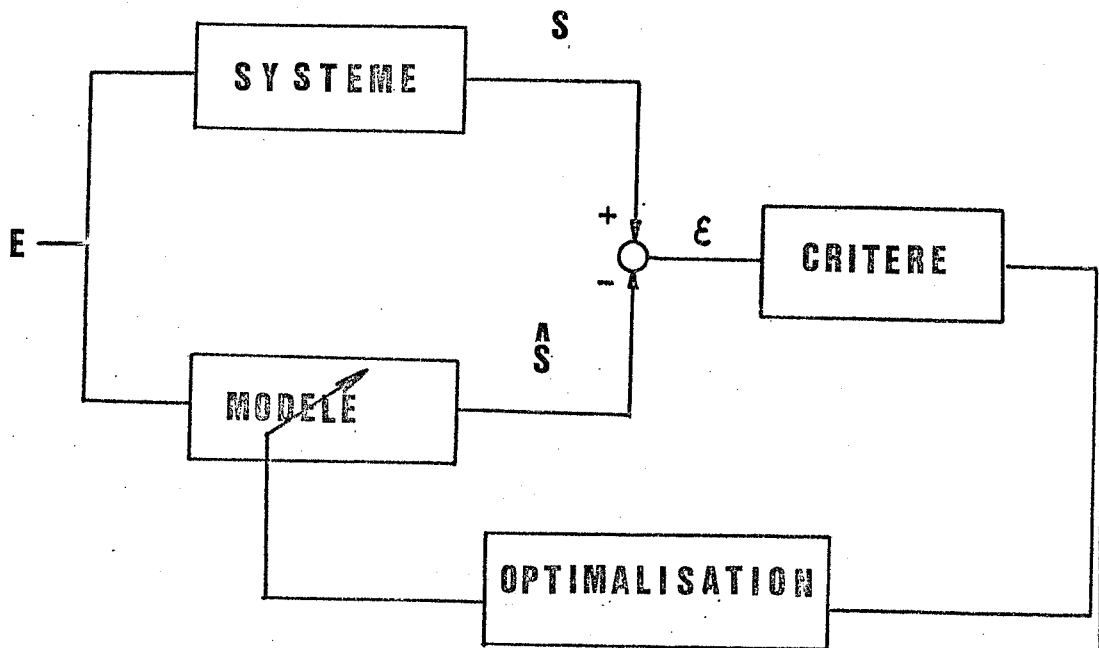 S
SYSTEME
+
E
ε
CRITERE
-
Ŝ
MODELE
OPTIMALISATION